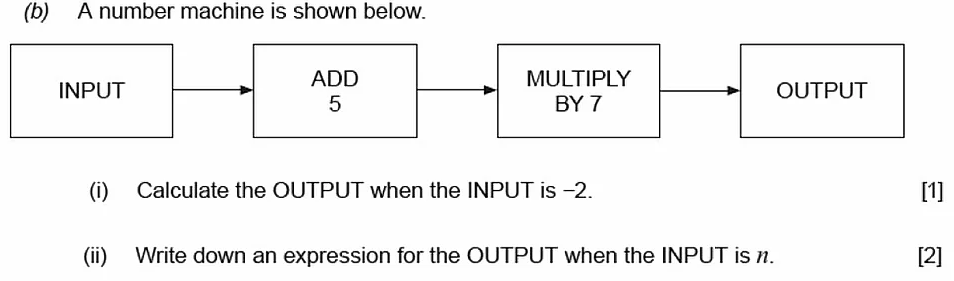 (b) A number machine is shown below.
INPUT
ADD
5
MULTIPLY
BY 7
OUTPUT
(i) Calculate the OUTPUT when the INPUT is −2. [1]
(ii) Write down an expression for the OUTPUT when the INPUT is n. [2]